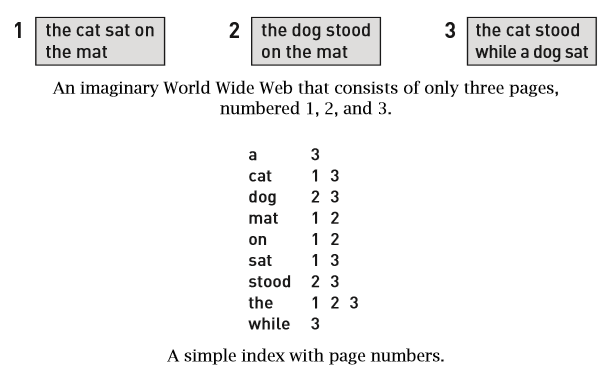 1 the cat sat on
the mat
2 the dog stood
on the mat
3 the cat stood
while a dog sat
An imaginary World Wide Web that consists of only three pages,
numbered 1, 2, and 3.
a 3
cat 1 3
dog 2 3
mat 1 2
on 1 2
sat 1 3
stood 2 3
the 1 2 3
while 3
A simple index with page numbers.